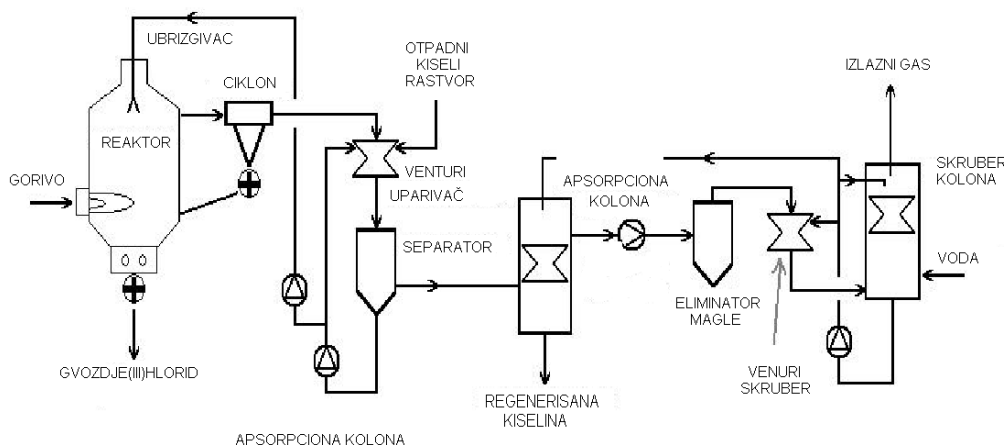 UBRIZGIVAC
OTPADNI
KISELI
RASTVOR
IZLAZNI GAS
CIKLON
REAKTOR
SKRUBER
KOLONA
VENTURI
GORIVO
APSORPCIONA
KOLONA
UPARIVAČ
SEPARATOR
VODA
ELIMINATOR
MAGLE
GVOZDJE(III)HLORID
VENURI
SKRUBER
REGENERISANA
KISELINA
APSORPCIONA KOLONA